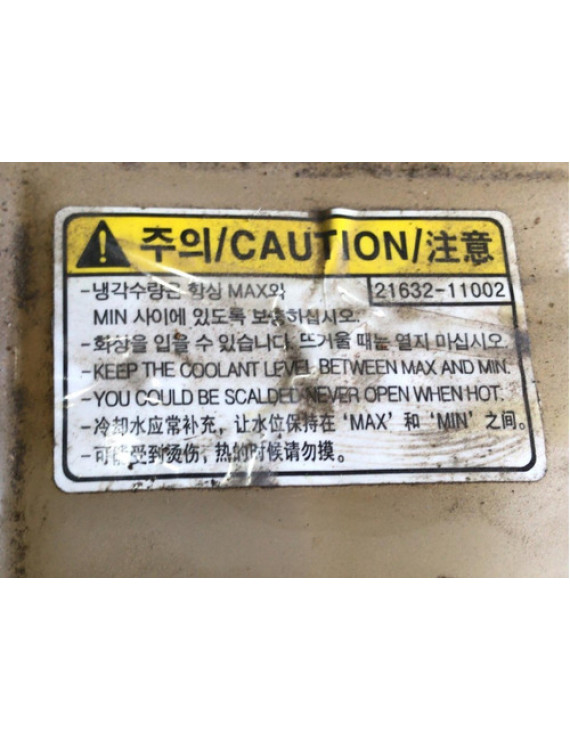 주의/CAUTION/注意
-냉각수량은 항상 MAX와 21632-11002
MIN 사이에 있도록 보충하십시오.
-화상을 입을 수 있습니다. 뜨거울 때는 열지 마십시오.
-KEEP THE COOLANT LEVEL BETWEEN MAX AND MIN.
-YOU COULD BE SCALDED NEVER OPEN WHEN HOT.
-冷却水应常补充，让水位保持在‘MAX’和‘MIN’之间。
-可能受到烫伤，热的时候请勿摸。